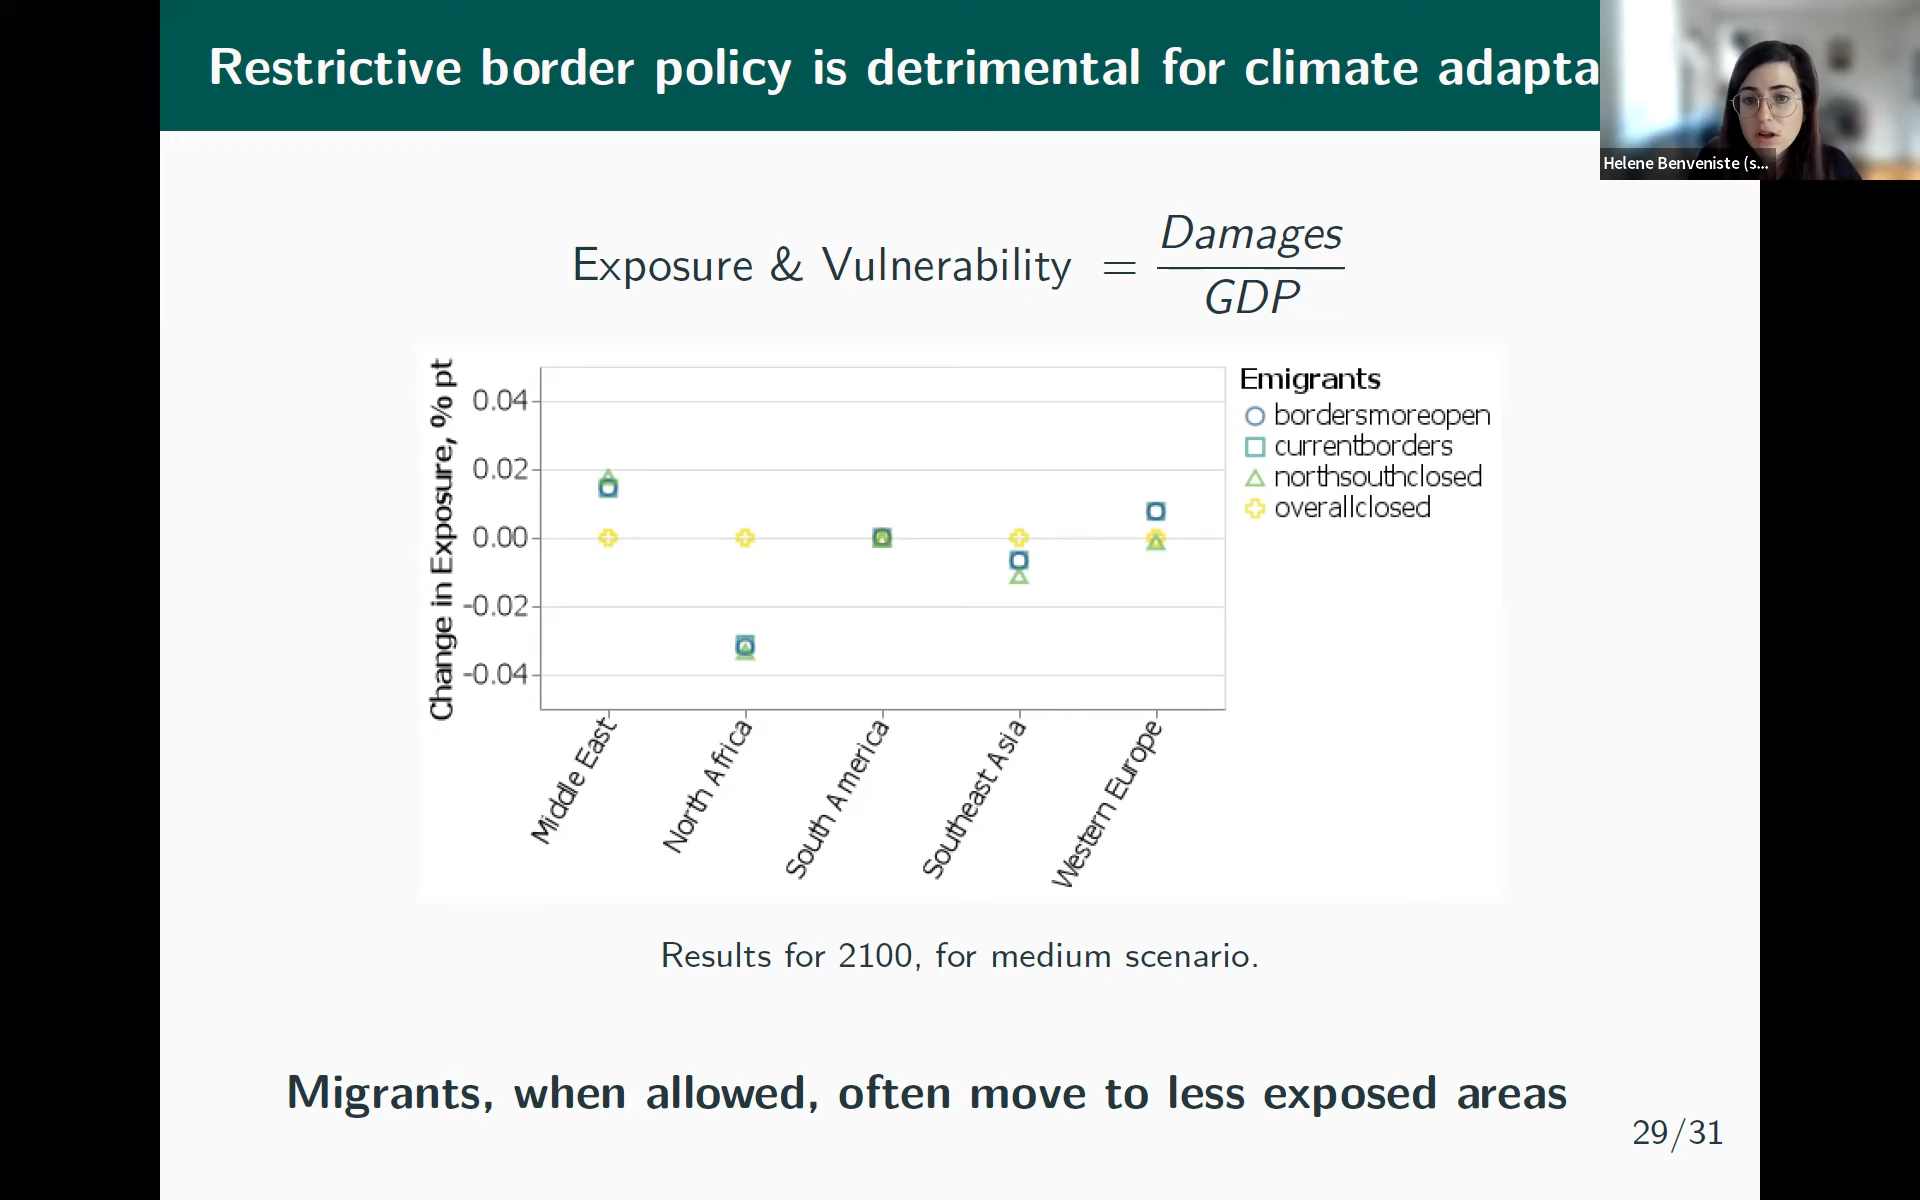 Restrictive border policy is detrimental for climate adapta
Helene Benveniste (s...
Exposure & Vulnerability = Damages
GDP
Change in Exposure, % pt
0.04
0.02
0.00
-0.02
-0.04
Middle East
North Africa
South America
Southeast Asia
Western Europe
Emigrants
bordersmoreopen
currentborders
northsouthclosed
overallclosed
Results for 2100, for medium scenario.
Migrants, when allowed, often move to less exposed areas
29/31